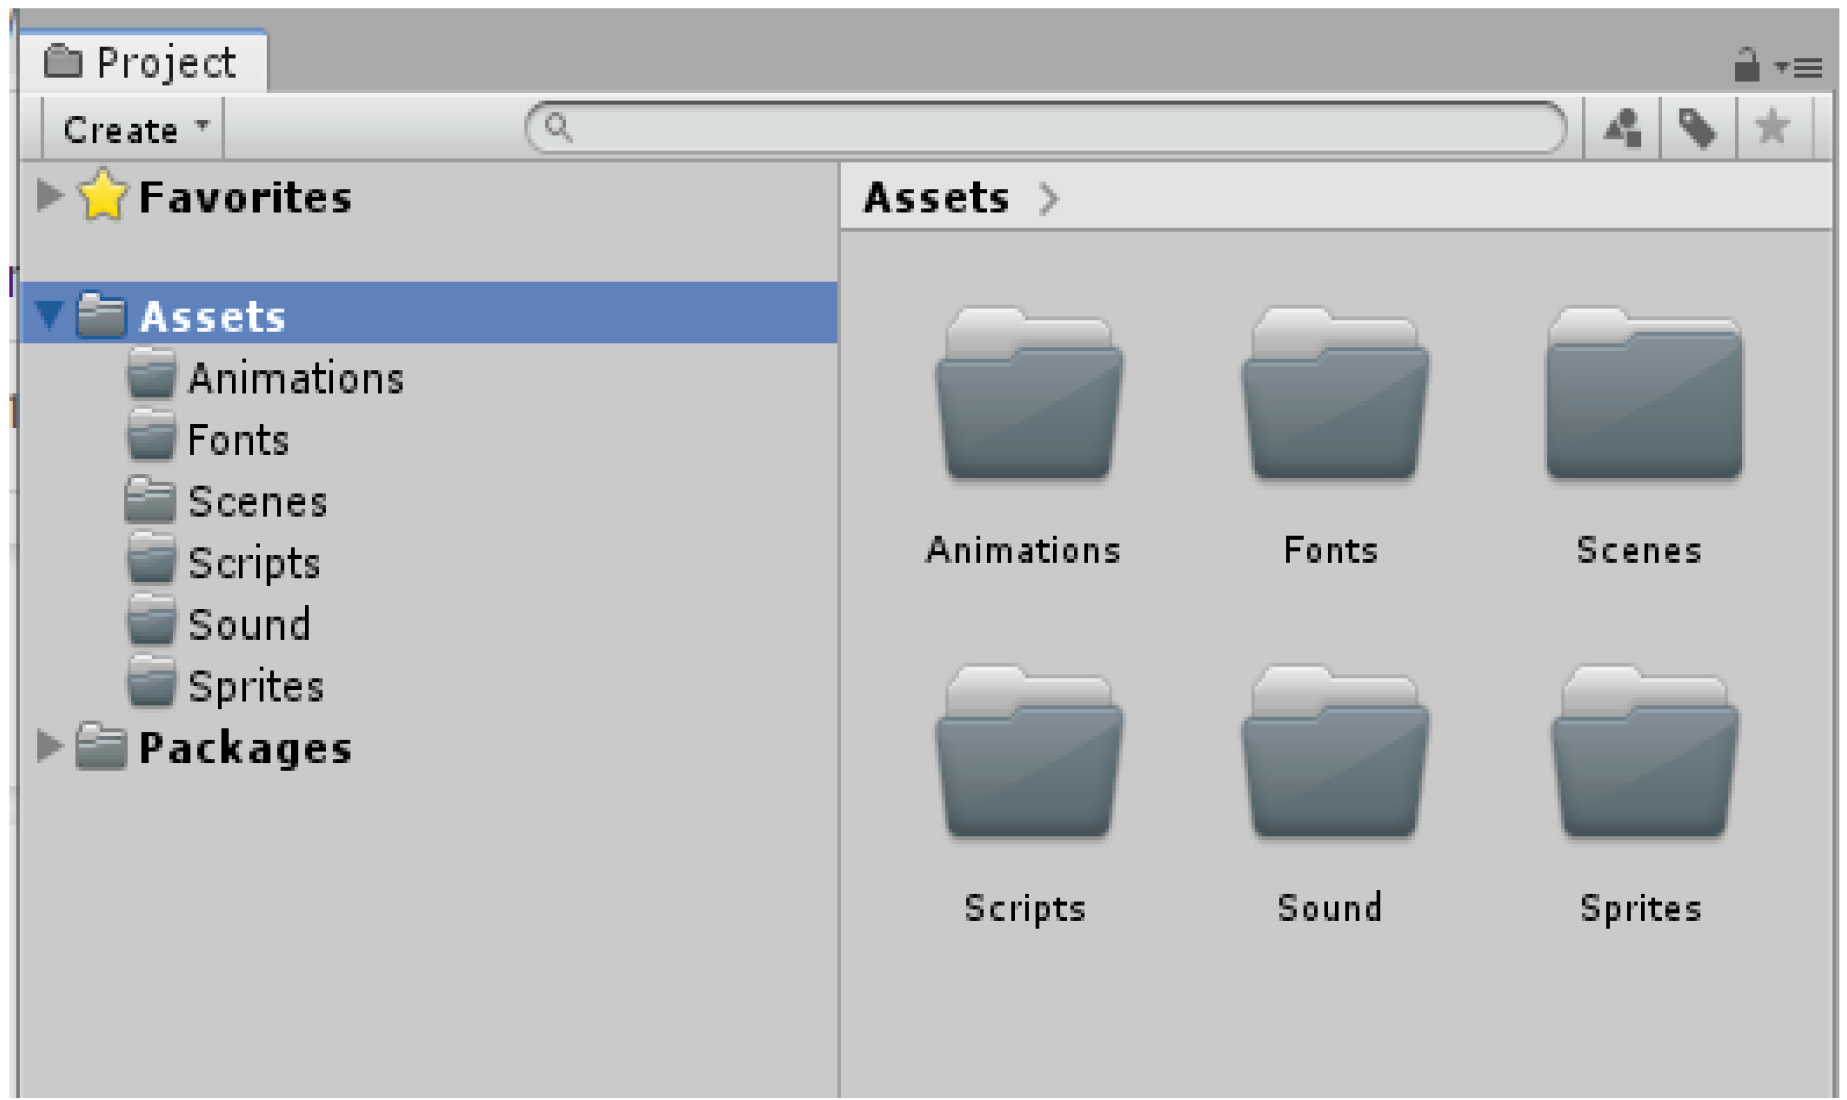 Project
Create
Favorites
Assets
Animations
Fonts
Scenes
Scripts
Sound
Sprites
Packages
Assets
Animations Fonts Scenes
Scripts Sound Sprites